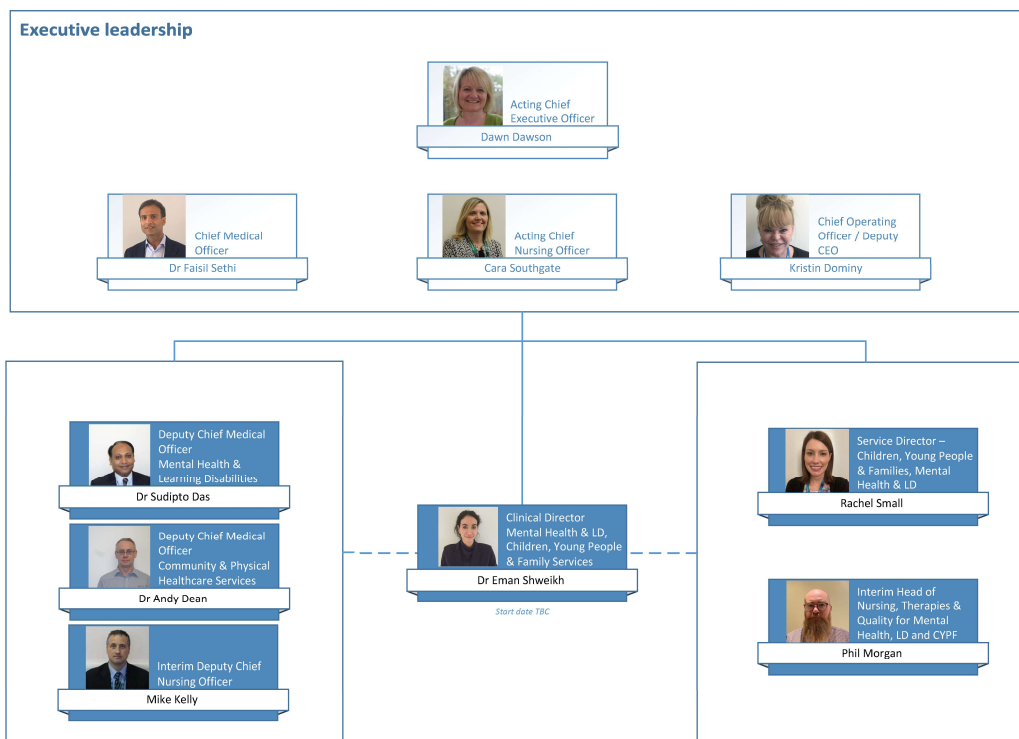 Executive leadership
Acting Chief
Executive Officer
Dawn Dawson
Chief Medical
Officer
Dr Faisil Sethi
Acting Chief
Nursing Officer
Cara Southgate
Chief Operating
Officer / Deputy
CEO
Kristin Dominy
Deputy Chief Medical
Officer
Mental Health &
Learning Disabilities
Dr Sudipto Das
Deputy Chief Medical
Officer
Community & Physical
Healthcare Services
Dr Andy Dean
Interim Deputy Chief
Nursing Officer
Mike Kelly
Clinical Director
Mental Health & LD,
Children, Young People
& Family Services
Dr Eman Shweikh
Start date TBC
Service Director –
Children, Young People
& Families, Mental
Health & LD
Rachel Small
Interim Head of
Nursing, Therapies &
Quality for Mental
Health, LD and CYPF
Phil Morgan